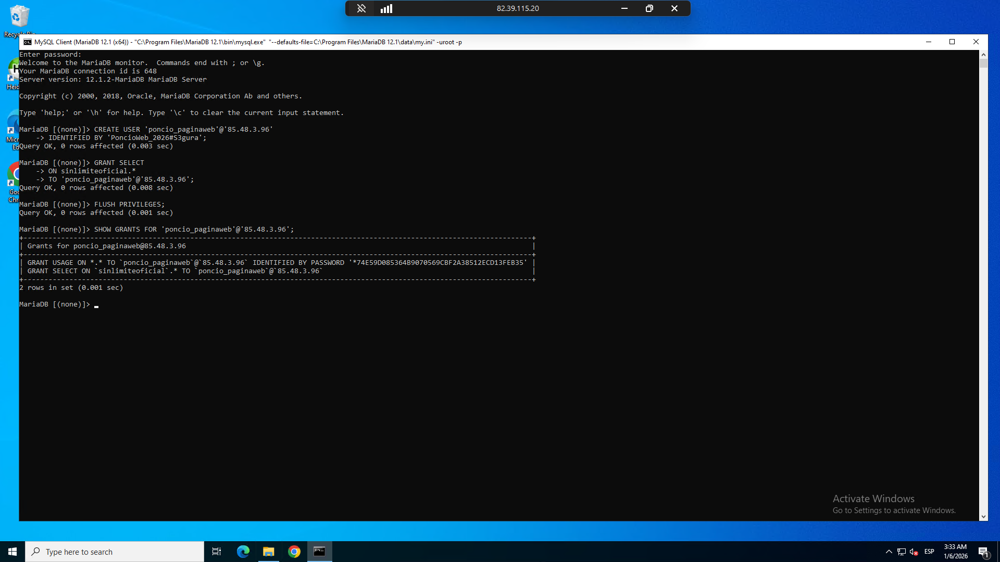 82.39.115.20
Recycle Bin
MySQL Client (MariaDB 12.1 (x64)) - "C:\Program Files\MariaDB 12.1\bin\mysql.exe"  "--defaults-file=C:\Program Files\MariaDB 12.1\data\my.ini" -uroot -p
Enter password:
Welcome to the MariaDB monitor.  Commands end with ; or \g.
Your MariaDB connection id is 648
Server version: 12.1.2-MariaDB MariaDB Server
Copyright (c) 2000, 2018, Oracle, MariaDB Corporation Ab and others.
Type 'help;' or '\h' for help. Type '\c' to clear the current input statement.
MariaDB [(none)]> CREATE USER 'poncio_paginaweb'@'85.48.3.96'
    -> IDENTIFIED BY 'PoncioWeb_2026#S3gura';
Query OK, 0 rows affected (0.003 sec)
MariaDB [(none)]> GRANT SELECT
    -> ON sinlimiteoficial.*
    -> TO 'poncio_paginaweb'@'85.48.3.96';
Query OK, 0 rows affected (0.008 sec)
MariaDB [(none)]> FLUSH PRIVILEGES;
Query OK, 0 rows affected (0.001 sec)
MariaDB [(none)]> SHOW GRANTS FOR 'poncio_paginaweb'@'85.48.3.96';
| Grants for poncio_paginaweb@85.48.3.96 |
| GRANT USAGE ON *.* TO `poncio_paginaweb`@`85.48.3.96` IDENTIFIED BY PASSWORD '*74E59D085364B9070569CBF2A38512ECD13FEB35' |
| GRANT SELECT ON `sinlimiteoficial`.* TO `poncio_paginaweb`@`85.48.3.96` |
2 rows in set (0.001 sec)
MariaDB [(none)]>
Heid
Micr
Ed
Goo
Chr
Activate Windows
Go to Settings to activate Windows.
Type here to search
ESP
3:33 AM
1/6/2026
1